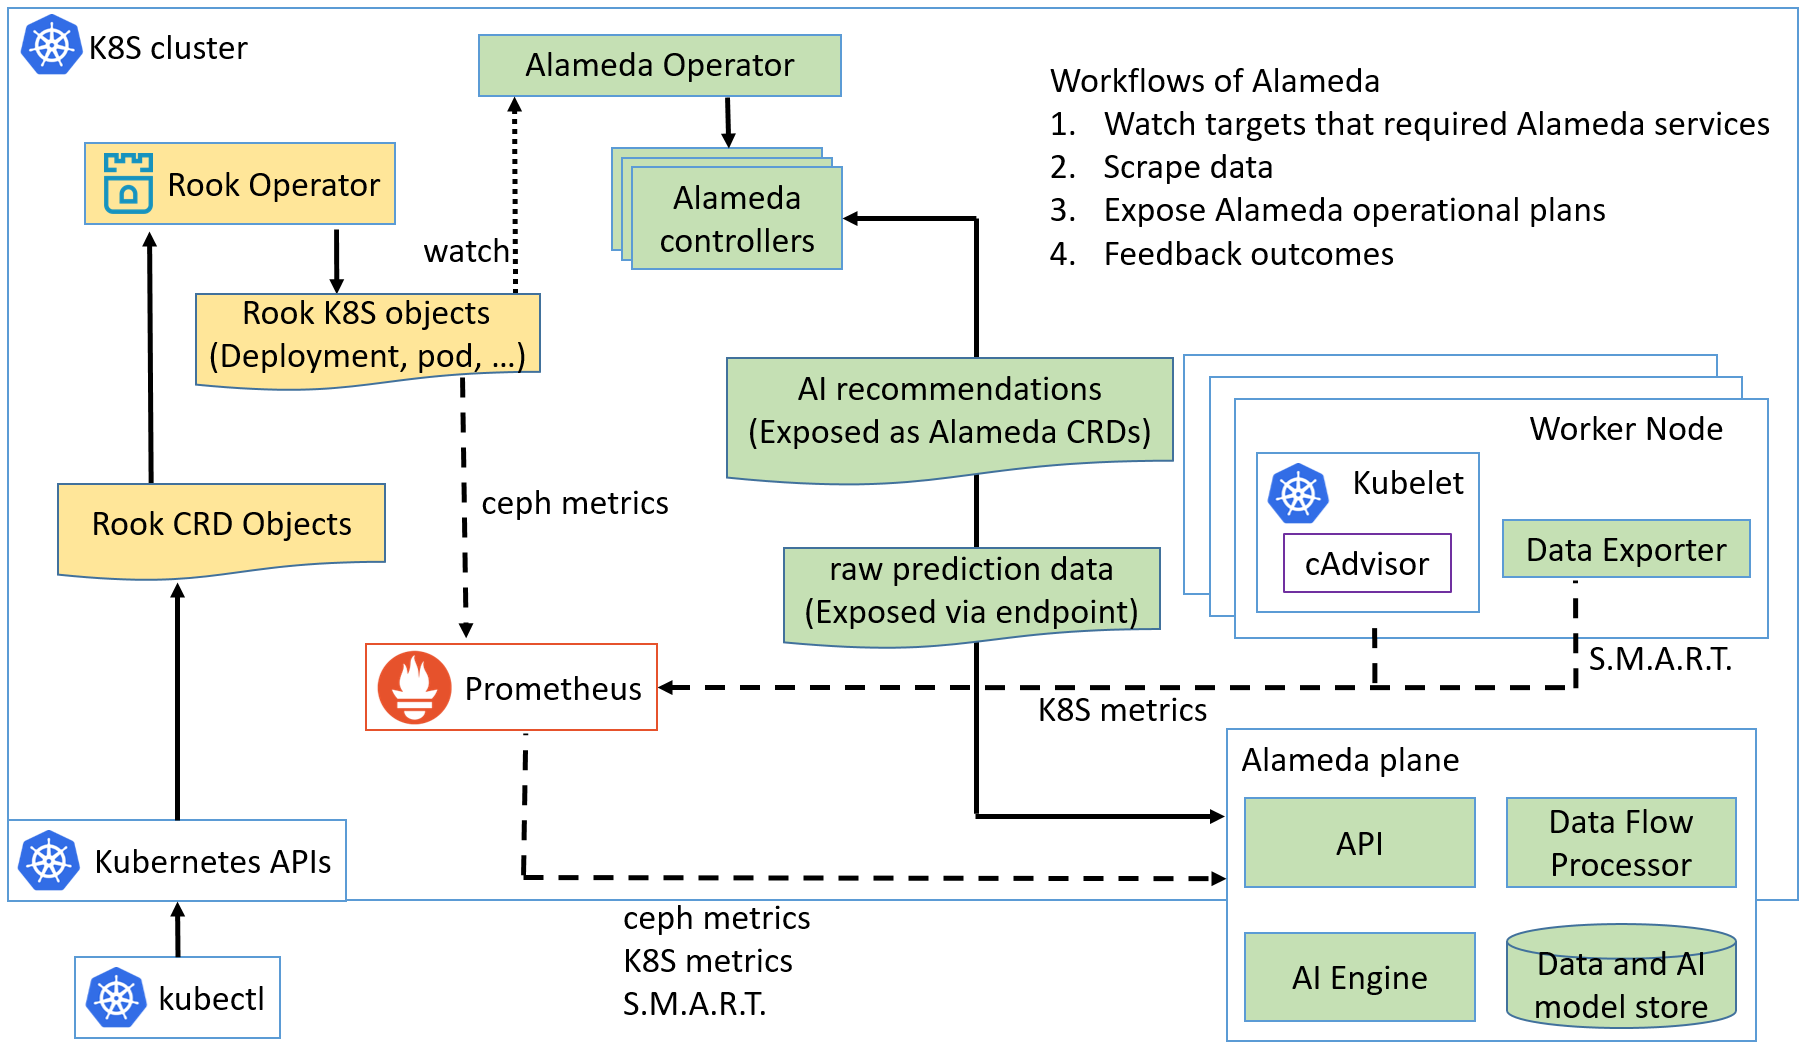 K8S cluster
Alameda Operator
Workflows of Alameda
1. Watch targets that required Alameda services
2. Scrape data
3. Expose Alameda operational plans
4. Feedback outcomes
Rook Operator
Alameda
controllers
watch
Rook K8S objects
(Deployment, pod, ...)
AI recommendations
(Exposed as Alameda CRDs)
Worker Node
Kubelet
cAdvisor
Data Exporter
ceph metrics
Rook CRD Objects
raw prediction data
(Exposed via endpoint)
S.M.A.R.T.
Prometheus
K8S metrics
Alameda plane
API
Data Flow
Processor
AI Engine
Data and AI
model store
Kubernetes APIs
ceph metrics
K8S metrics
S.M.A.R.T.
kubectl